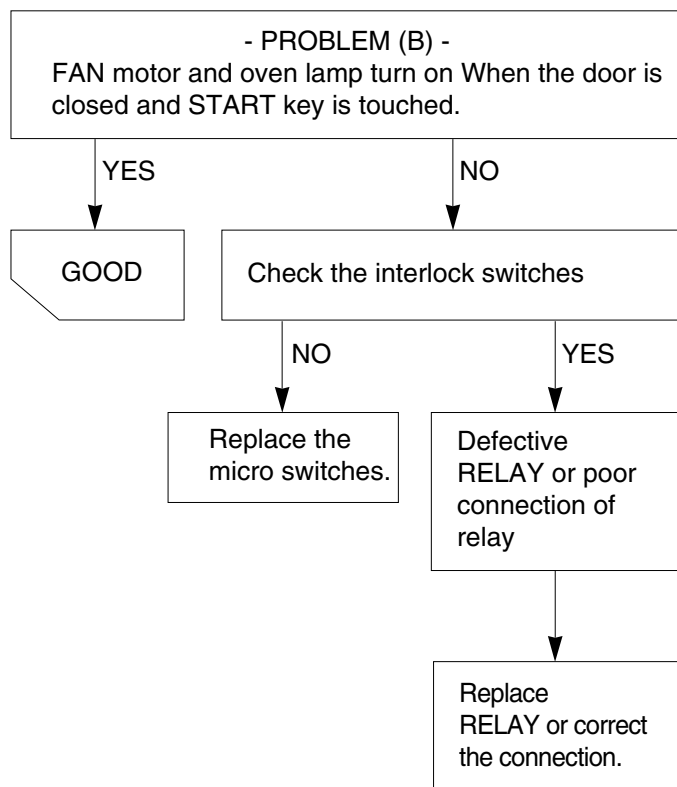 - PROBLEM (B) -
FAN motor and oven lamp turn on When the door is
closed and START key is touched.
YES
NO
GOOD
Check the interlock switches
NO
YES
Replace the
micro switches.
Defective
RELAY or poor
connection of
relay
Replace
RELAY or correct
the connection.